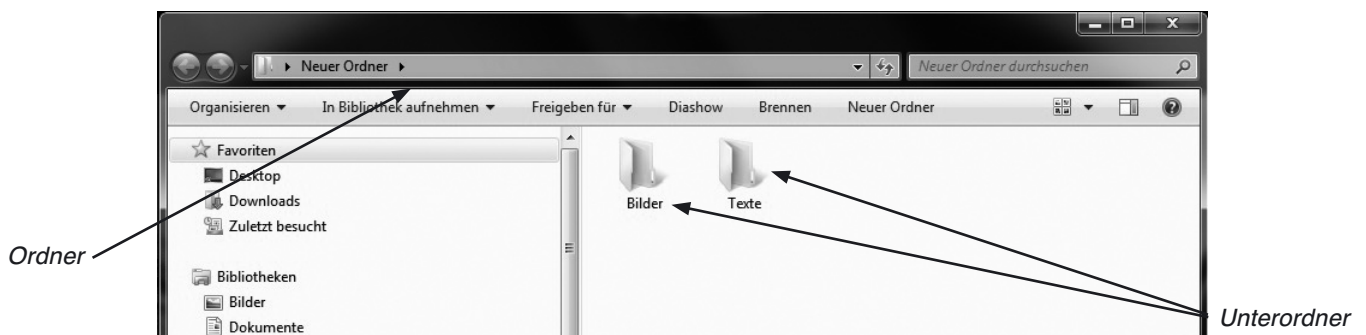 Neuer Ordner
Neuer Ordner durchsuchen
Organisieren In Bibliothek aufnehmen Freigeben für Diashow Brennen Neuer Ordner
Favoriten
Desktop
Downloads
Zuletzt besucht
Bibliotheken
Bilder
Dokumente
Bilder Texte
Ordner
Unterordner